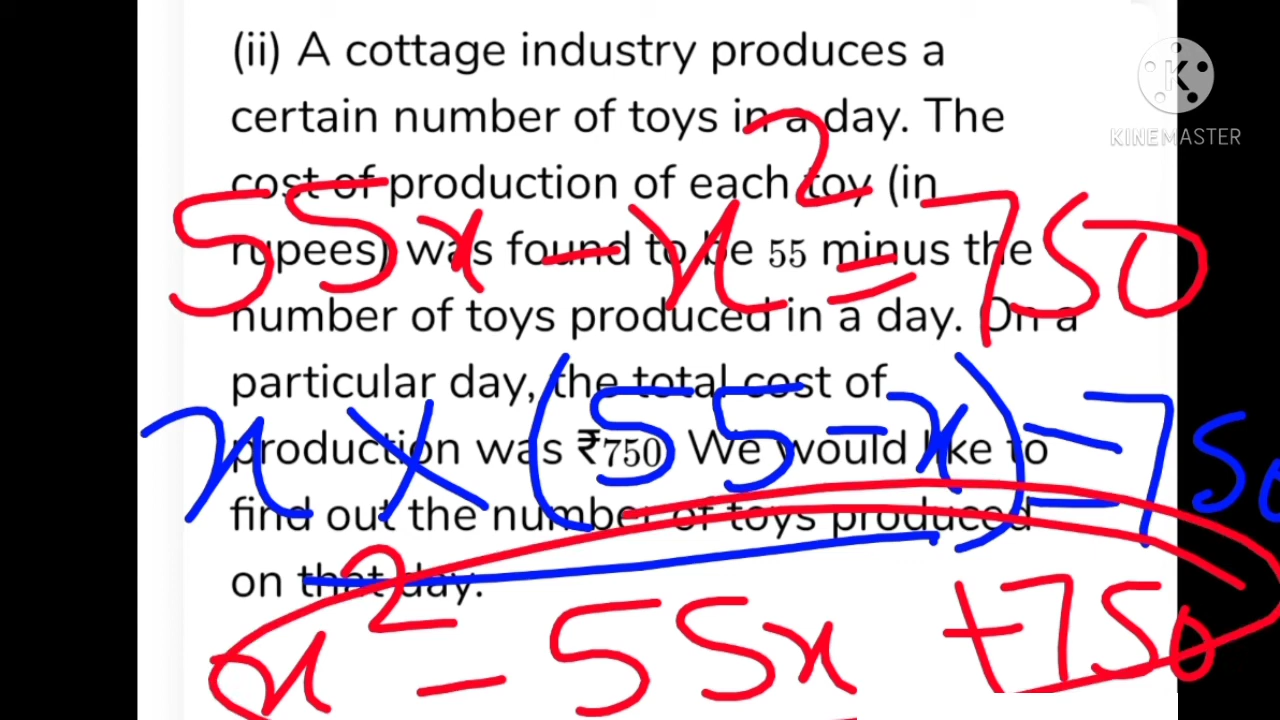 (ii) A cottage industry produces a
certain number of toys in a day. The
cost of production of each toy (in
rupees) was found to be 55 minus the
number of toys produced in a day. On a
particular day, the total cost of
production was ₹750. We would like to
find out the number of toys produced
on that day.
55x - x² = 750
x × (55 - x) = 750
x² - 55x + 750
KINEMASTER